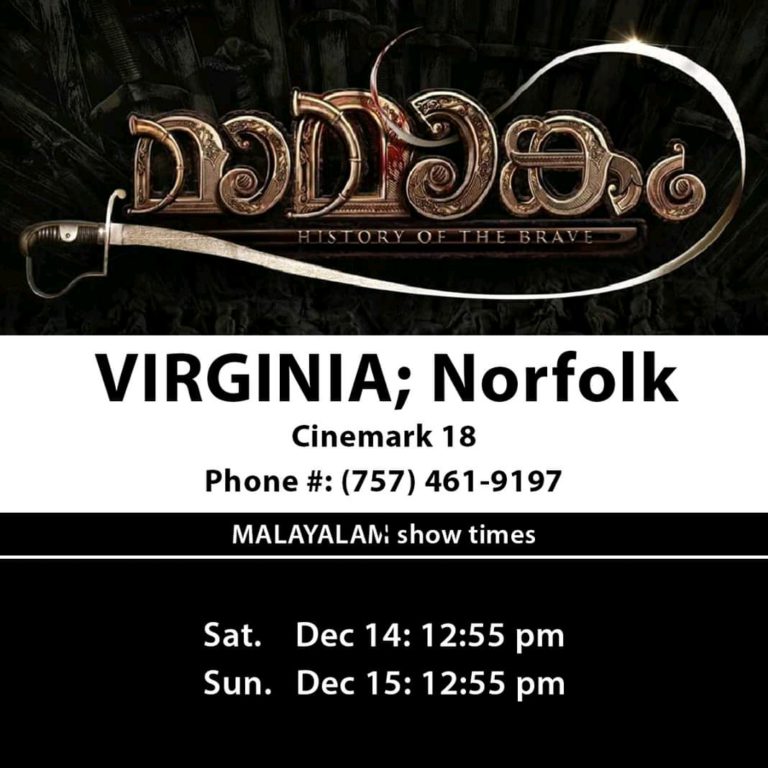 മാമാങ്കം
HISTORY OF THE BRAVE
VIRGINIA; Norfolk
Cinemark 18
Phone #: (757) 461-9197
MALAYALAM show times
Sat. Dec 14: 12:55 pm
Sun. Dec 15: 12:55 pm